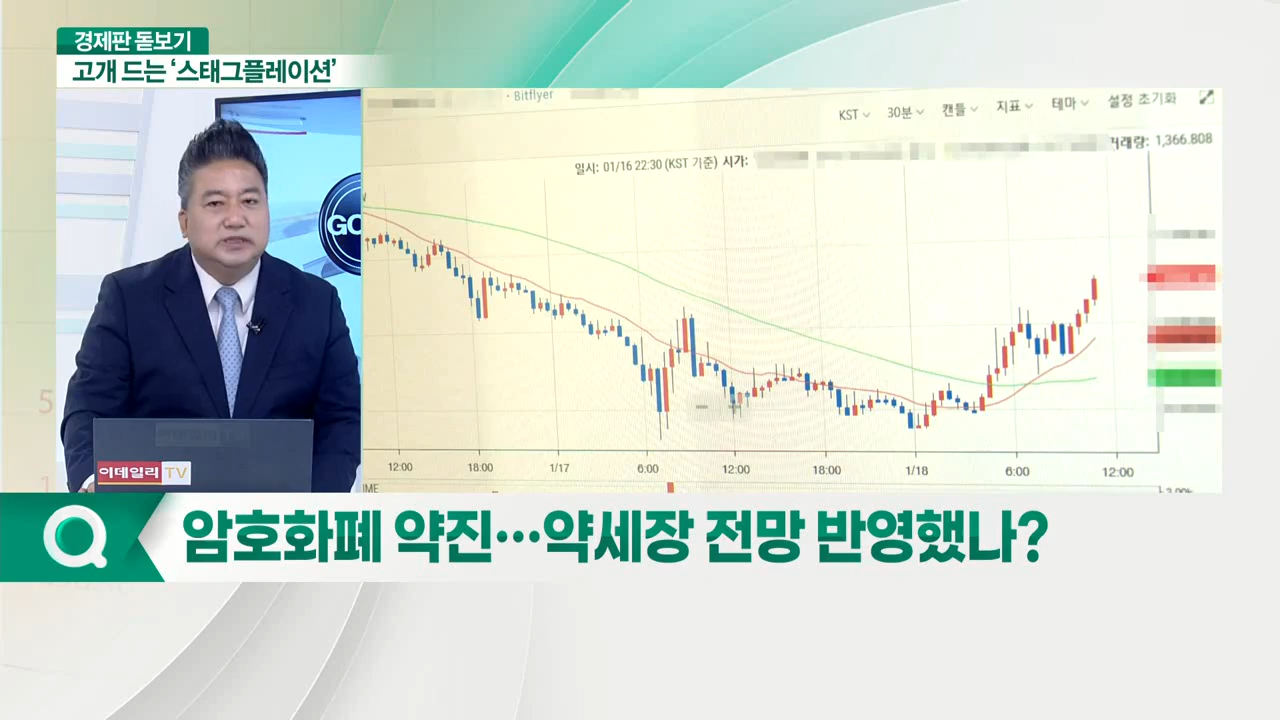 경제판 돋보기
고개 드는 ‘스태그플레이션’
· Bitflyer
KST 30분 캔들 지표 테마 설정 초기화
일시: 01/16 22:30 (KST 기준) 시가:
거래량: 1,366.808
GO
12:00 18:00 1/17 6:00 12:00 18:00 1/18 6:00 12:00
이데일리 TV
Q 암호화폐 약진…약세장 전망 반영했나?